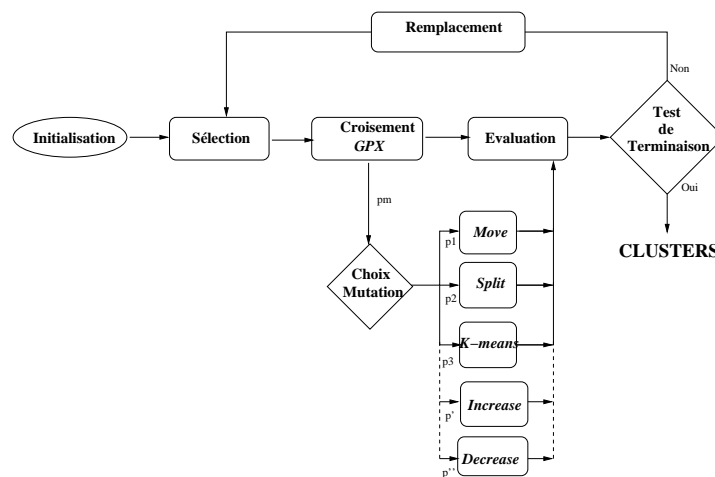 Remplacement
Non
Initialisation
Sélection
Croisement
GPX
Evaluation
Test
de
Terminaison
Oui
pm
CLUSTERS
Choix
Mutation
p1
Move
p2
Split
p3
K-means
p'
Increase
p''
Decrease